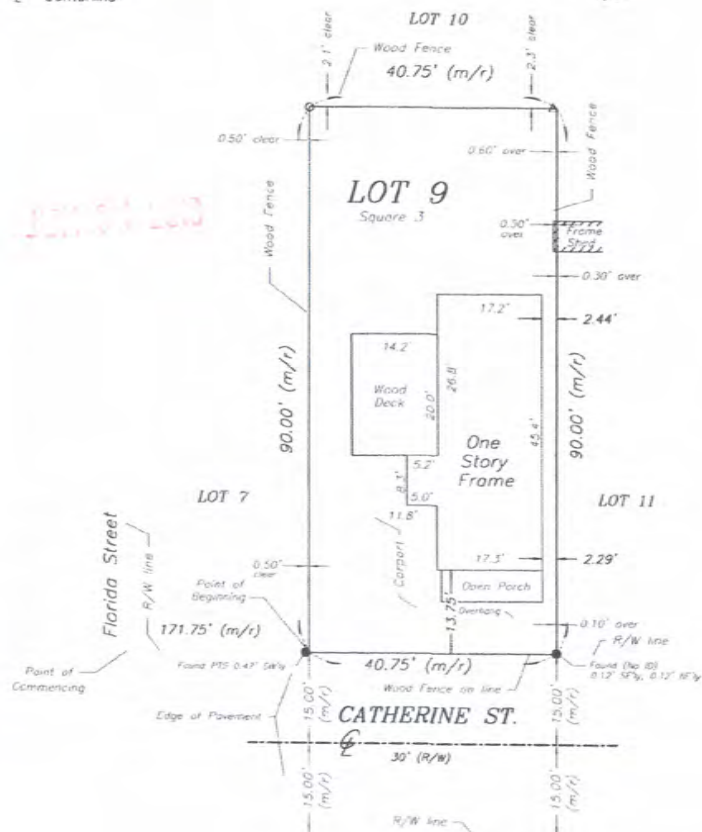 Centerline
LOT 10
2.1' clear
Wood Fence
2.3' clear
40.75' (m/r)
0.50' clear
0.60' over
Wood Fence
LOT 9
Square 3
Wood Fence
0.30' over
Frame Shed
0.30' over
17.2'
2.44'
14.2'
Wood Deck
20.0'
26.8'
45.4'
90.00' (m/r)
90.00' (m/r)
One Story Frame
5.2'
8.3'
5.0'
11.8'
LOT 7
LOT 11
Florida Street
R/W line
0.50' clear
Carport
17.3'
2.29'
Point of Beginning
Open Porch
Overhang
13.75'
0.10' over
171.75' (m/r)
R/W line
Point of Commencing
Found PTS 0.47' SW'ly
40.75' (m/r)
Found (No ID)
0.12' SE'ly, 0.12' NE'ly
Wood Fence on line
Edge of Pavement
15.00' (m/r)
CATHERINE ST.
15.00' (m/r)
30' (R/W)
15.00' (m/r)
15.00' (m/r)
R/W line